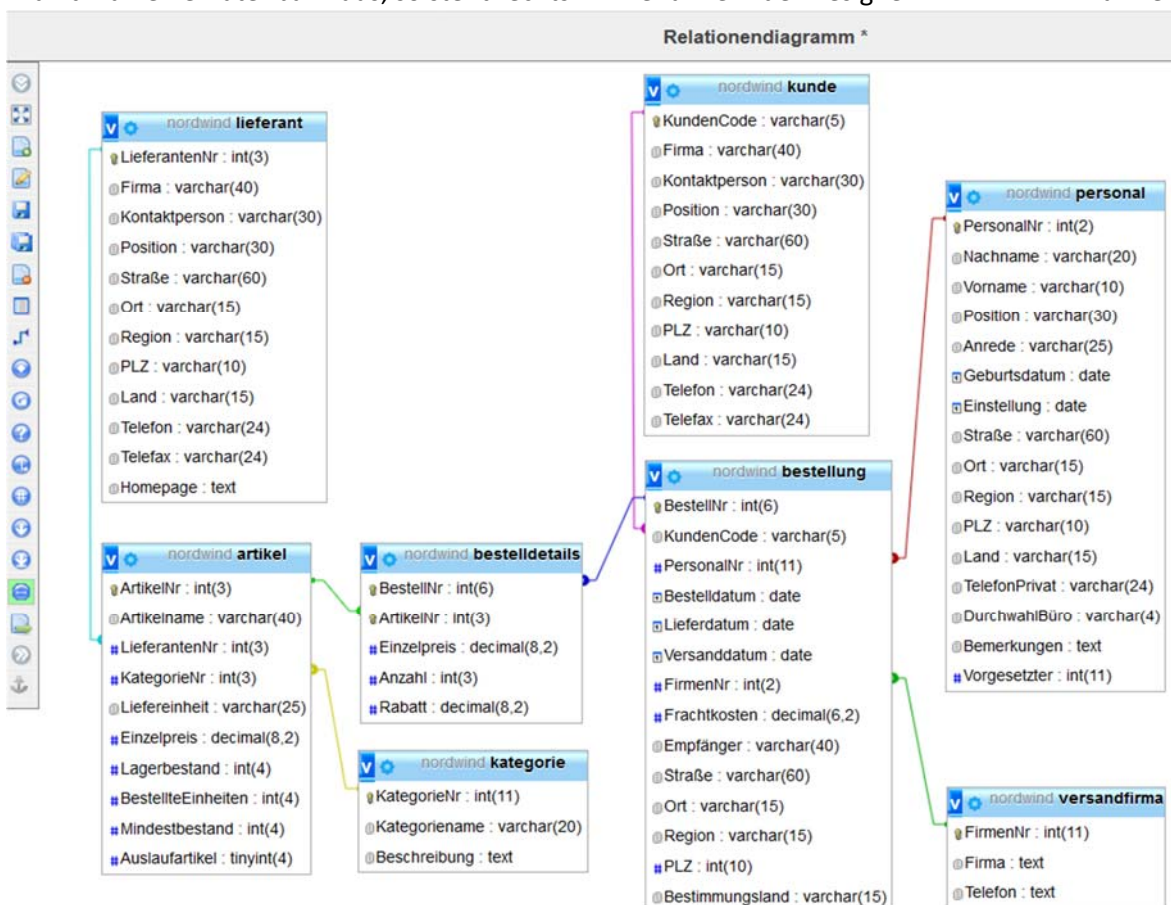 Relationendiagramm *
nordwind lieferant
LieferantenNr : int(3)
Firma : varchar(40)
Kontaktperson : varchar(30)
Position : varchar(30)
Straße : varchar(60)
Ort : varchar(15)
Region : varchar(15)
PLZ : varchar(10)
Land : varchar(15)
Telefon : varchar(24)
Telefax : varchar(24)
Homepage : text
nordwind kunde
KundenCode : varchar(5)
Firma : varchar(40)
Kontaktperson : varchar(30)
Position : varchar(30)
Straße : varchar(60)
Ort : varchar(15)
Region : varchar(15)
PLZ : varchar(10)
Land : varchar(15)
Telefon : varchar(24)
Telefax : varchar(24)
nordwind personal
PersonalNr : int(2)
Nachname : varchar(20)
Vorname : varchar(10)
Position : varchar(30)
Anrede : varchar(25)
Geburtsdatum : date
Einstellung : date
Straße : varchar(60)
Ort : varchar(15)
Region : varchar(15)
PLZ : varchar(10)
Land : varchar(15)
TelefonPrivat : varchar(24)
DurchwahlBüro : varchar(4)
Bemerkungen : text
# Vorgesetzter : int(11)
nordwind artikel
ArtikelNr : int(3)
Artikelname : varchar(40)
# LieferantenNr : int(3)
# KategorieNr : int(3)
Liefereinheit : varchar(25)
# Einzelpreis : decimal(8,2)
# Lagerbestand : int(4)
# BestellteEinheiten : int(4)
# Mindestbestand : int(4)
# Auslaufartikel : tinyint(4)
nordwind bestelldetails
BestellNr : int(6)
ArtikelNr : int(3)
# Einzelpreis : decimal(8,2)
# Anzahl : int(3)
# Rabatt : decimal(8,2)
nordwind kategorie
KategorieNr : int(11)
Kategoriename : varchar(20)
Beschreibung : text
nordwind bestellung
BestellNr : int(6)
KundenCode : varchar(5)
# PersonalNr : int(11)
Bestelldatum : date
Lieferdatum : date
Versanddatum : date
# FirmenNr : int(2)
# Frachtkosten : decimal(6,2)
Empfänger : varchar(40)
Straße : varchar(60)
Ort : varchar(15)
Region : varchar(15)
# PLZ : int(10)
Bestimmungsland : varchar(15)
nordwind versandfirma
FirmenNr : int(11)
Firma : text
Telefon : text